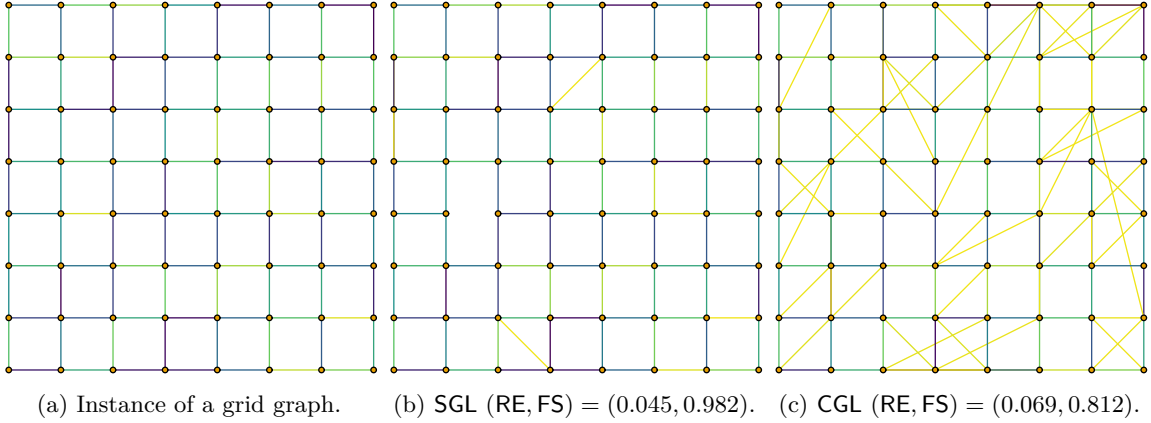 (a) Instance of a grid graph.
(b) SGL (RE, FS) = (0.045, 0.982).
(c) CGL (RE, FS) = (0.069, 0.812).